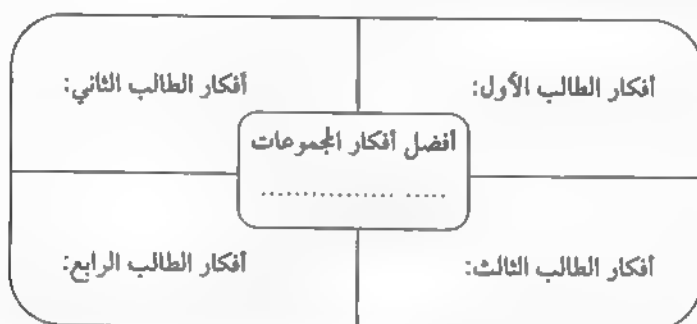 أفكار الطالب الأول:
أفكار الطالب الثاني:
أفضل أفكار المجموعات
.............. .....
أفكار الطالب الثالث:
أفكار الطالب الرابع: